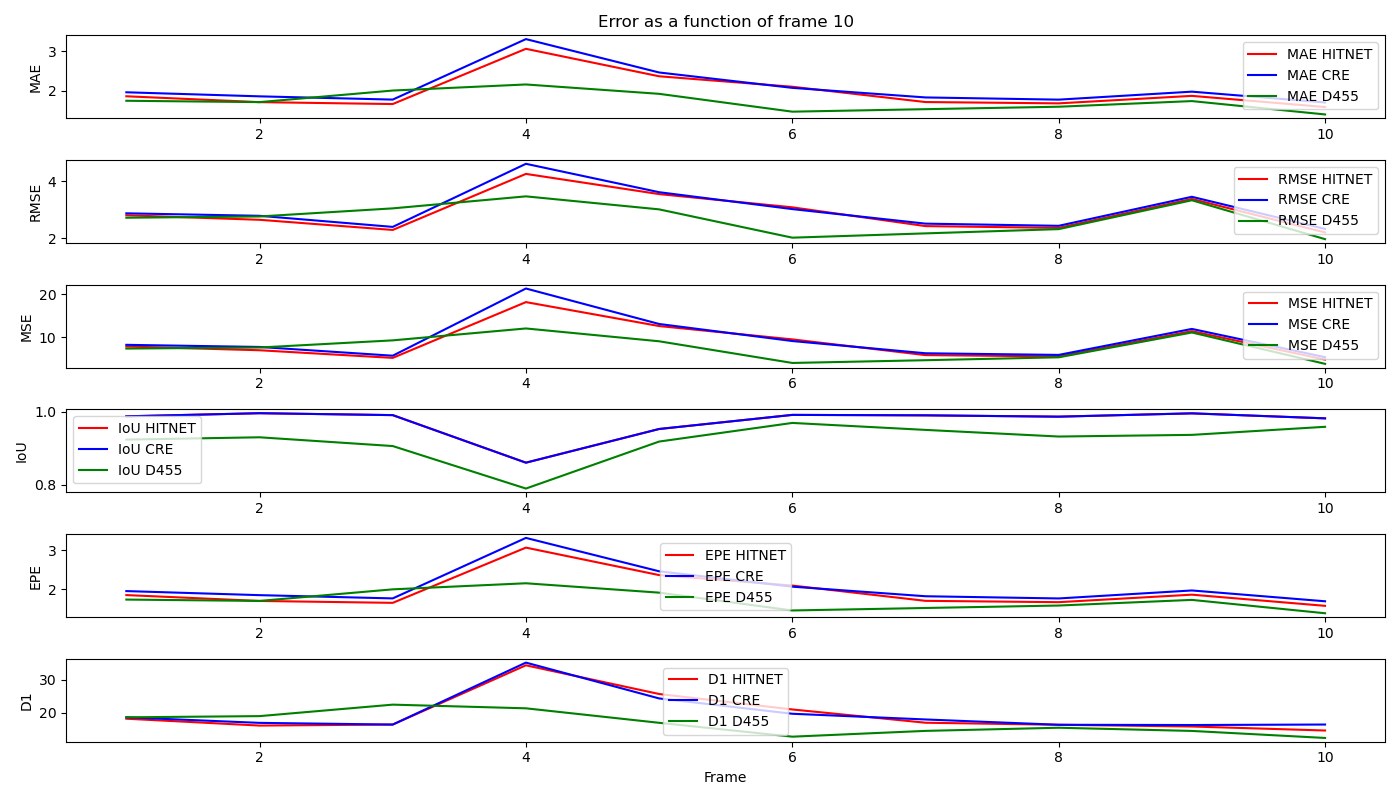 Error as a function of frame 10
MAE
3
2
MAE HITNET
MAE CRE
MAE D455
2 4 6 8 10
RMSE
4
2
RMSE HITNET
RMSE CRE
RMSE D455
2 4 6 8 10
MSE
20
10
MSE HITNET
MSE CRE
MSE D455
2 4 6 8 10
IoU
1.0
0.8
IoU HITNET
IoU CRE
IoU D455
2 4 6 8 10
EPE
3
2
EPE HITNET
EPE CRE
EPE D455
2 4 6 8 10
D1
30
20
D1 HITNET
D1 CRE
D1 D455
2 4 6 8 10
Frame